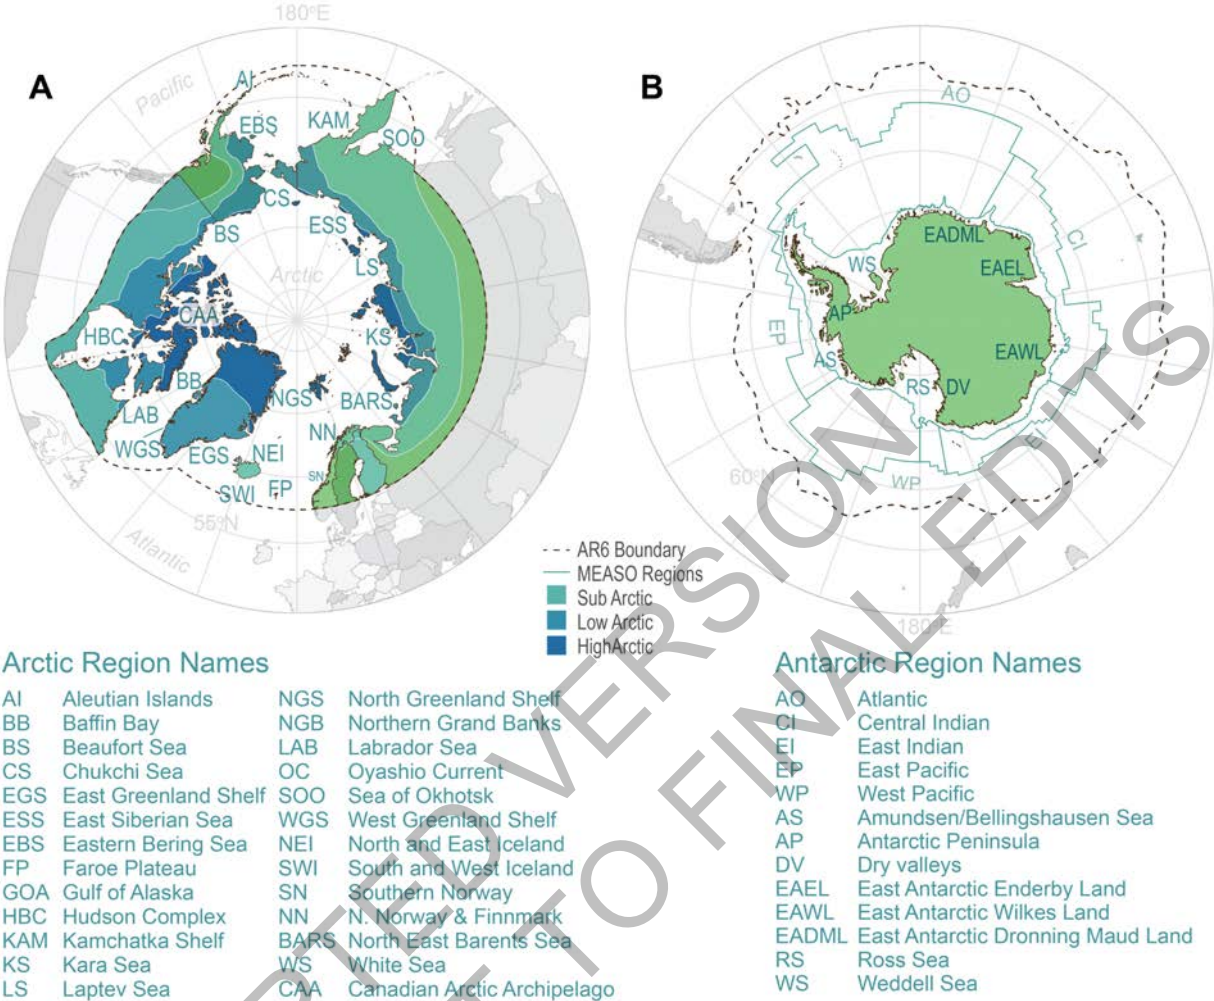 180°E
A
Pacific
AI
EBS
KAM
SOO
CS
BS
ESS
LS
Arctic
CAA
HBC
KS
BB
NGS
BARS
LAB
WGS
EGS
NEI
NN
SN
SWI
FP
55°N
Atlantic
B
AO
EADML
CI
WS
EAEL
AP
EP
AS
EAWL
RS
DV
EI
WP
60°N
180°E
AR6 Boundary
MEASO Regions
Sub Arctic
Low Arctic
HighArctic
Arctic Region Names
AI Aleutian Islands
BB Baffin Bay
BS Beaufort Sea
CS Chukchi Sea
EGS East Greenland Shelf
ESS East Siberian Sea
EBS Eastern Bering Sea
FP Faroe Plateau
GOA Gulf of Alaska
HBC Hudson Complex
KAM Kamchatka Shelf
KS Kara Sea
LS Laptev Sea
NGS North Greenland Shelf
NGB Northern Grand Banks
LAB Labrador Sea
OC Oyashio Current
SOO Sea of Okhotsk
WGS West Greenland Shelf
NEI North and East Iceland
SWI South and West Iceland
SN Southern Norway
NN N. Norway & Finnmark
BARS North East Barents Sea
WS White Sea
CAA Canadian Arctic Archipelago
Antarctic Region Names
AO Atlantic
CI Central Indian
EI East Indian
EP East Pacific
WP West Pacific
AS Amundsen/Bellingshausen Sea
AP Antarctic Peninsula
DV Dry valleys
EAEL East Antarctic Enderby Land
EAWL East Antarctic Wilkes Land
EADML East Antarctic Dronning Maud Land
RS Ross Sea
WS Weddell Sea
VERSION
TO FINAL EDITS